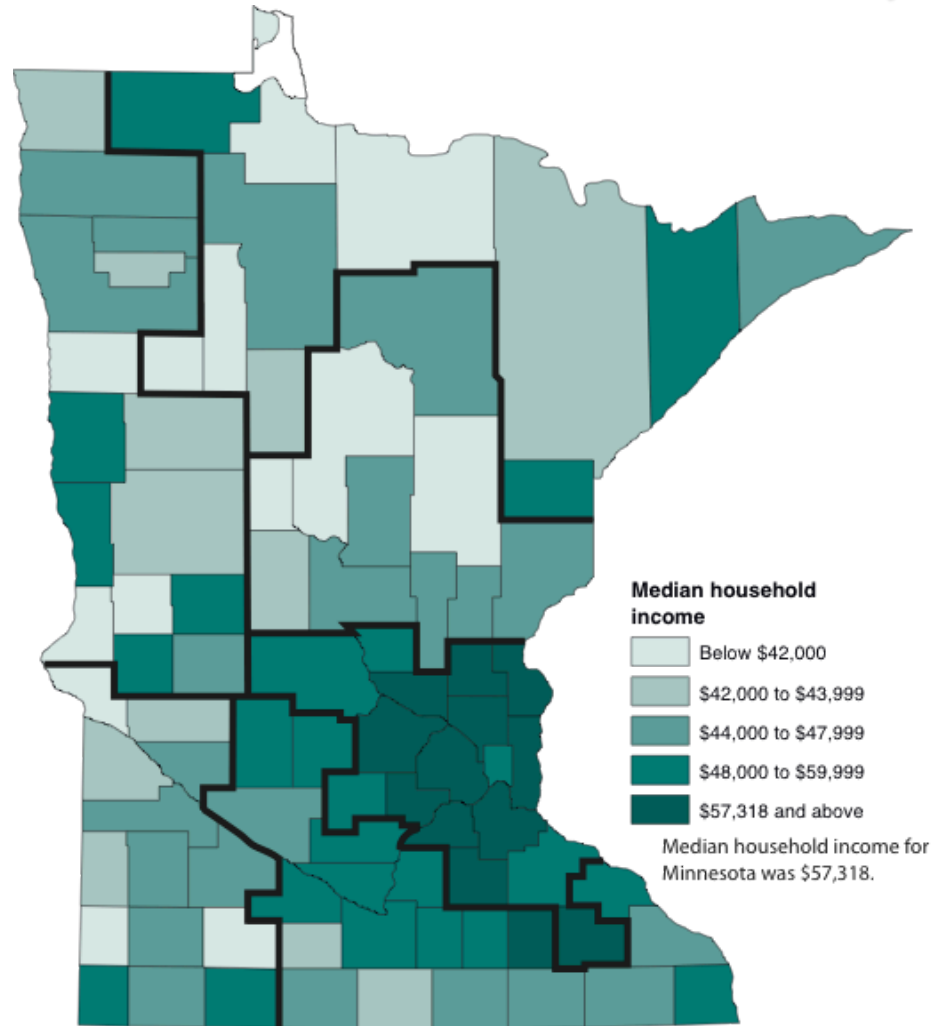 Median household
income
Below $42,000
$42,000 to $43,999
$44,000 to $47,999
$48,000 to $59,999
$57,318 and above
Median household income for
Minnesota was $57,318.